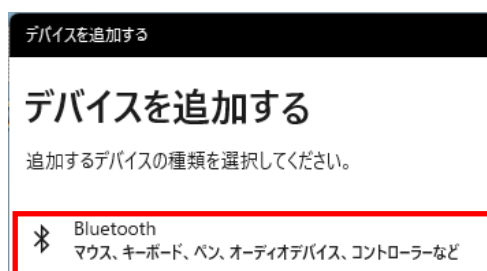 デバイスを追加する
デバイスを追加する
追加するデバイスの種類を選択してください。
Bluetooth
マウス、キーボード、ペン、オーディオデバイス、コントローラーなど